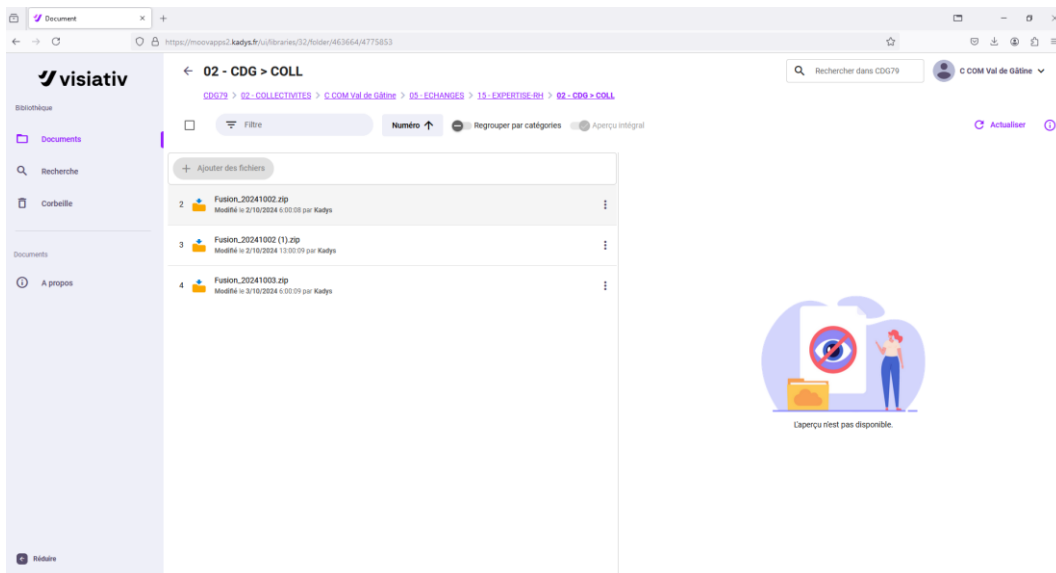 Document
https://moovapps2.kadys.fr/ui/libraries/32/folder/463664/4775853
visiativ
Bibliothèque
Documents
Recherche
Corbeille
Documents
A propos
Réduire
02 - CDG > COLL
CDG79 > 02 - COLLECTIVITES > C COM Val de Gâtine > 05 - ECHANGES > 15 - EXPERTISE-RH > 02 - CDG > COLL
Rechercher dans CDG79
C COM Val de Gâtine
Filtre
Numéro
Regrouper par catégories
Aperçu intégral
Actualiser
Ajouter des fichiers
2 Fusion_20241002.zip
Modifié le 2/10/2024 6:00:08 par Kadys
3 Fusion_20241002 (1).zip
Modifié le 2/10/2024 13:00:09 par Kadys
4 Fusion_20241003.zip
Modifié le 3/10/2024 6:00:09 par Kadys
L'aperçu n'est pas disponible.